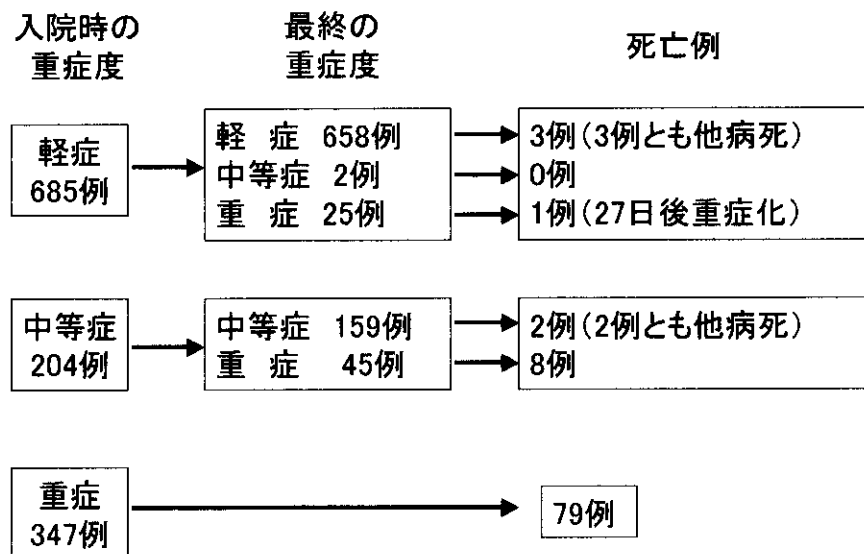 入院時の
重症度
最終の
重症度
死亡例
軽症
685例
軽 症 658例
中等症 2例
重 症 25例
3例(3例とも他病死)
0例
1例(27日後重症化)
中等症
204例
中等症 159例
重 症 45例
2例(2例とも他病死)
8例
重症
347例
79例